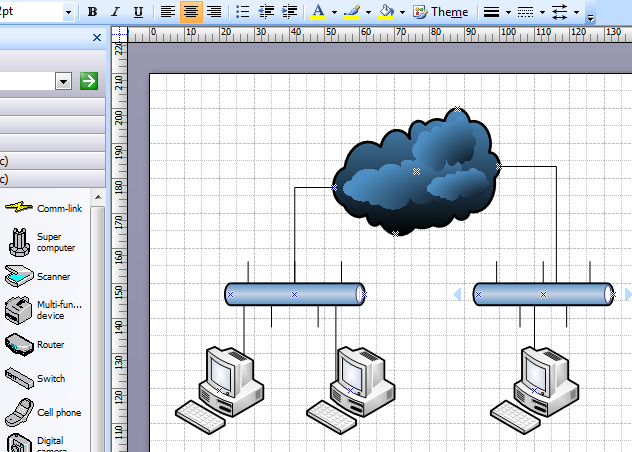 2pt B I U A Theme
0 10 20 30 40 50 60 70 80 90 100 110 120 130
220
210
200
190
180
170
160
150
140
130
120
110
c)
c)
Comm-link
Super
computer
Scanner
Multi-fun...
device
Router
Switch
Cell phone
Digital
camera